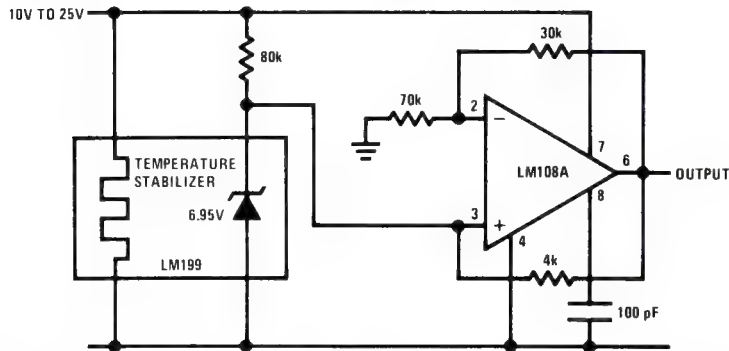 10V TO 25V
80k
30k
70k
2
−
7
LM108A
6
OUTPUT
8
3
+
4
4k
100 pF
TEMPERATURE
STABILIZER
6.95V
LM199